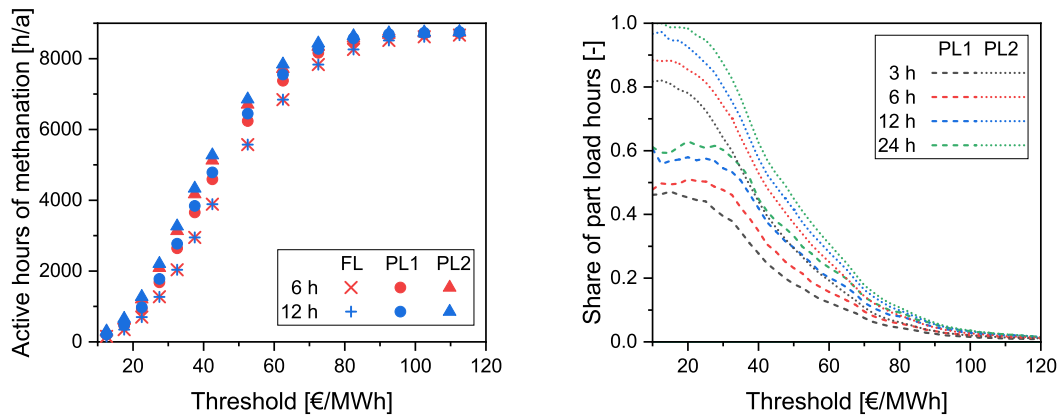 Active hours of methanation [h/a]
8000
6000
4000
2000
0
0 20 40 60 80 100 120
Threshold [€/MWh]
FL PL1 PL2
6 h
12 h
Share of part load hours [-]
1.0
0.8
0.6
0.4
0.2
0.0
20 40 60 80 100 120
Threshold [€/MWh]
PL1 PL2
3 h
6 h
12 h
24 h